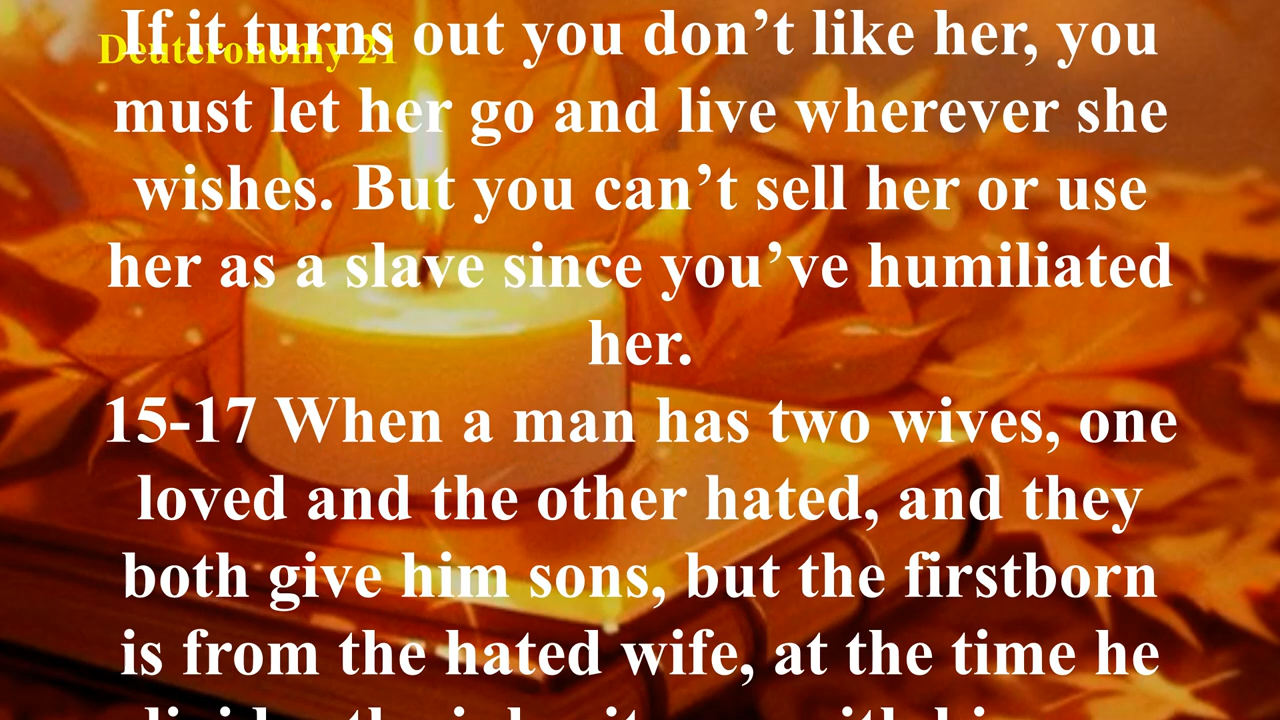 Deuteronomy 21
If it turns out you don’t like her, you
must let her go and live wherever she
wishes. But you can’t sell her or use
her as a slave since you’ve humiliated
her.
15-17 When a man has two wives, one
loved and the other hated, and they
both give him sons, but the firstborn
is from the hated wife, at the time he